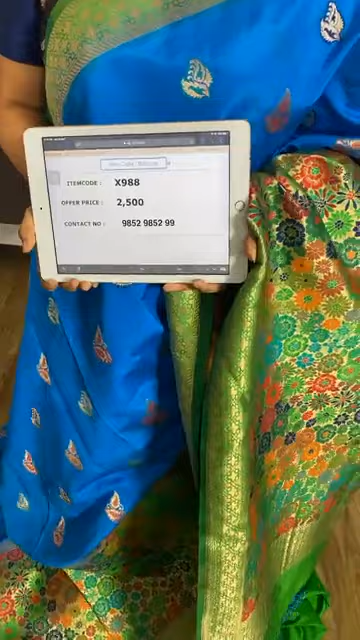 ITEMCODE : X988
OFFER PRICE : 2,500
CONTACT NO : 9852 9852 99